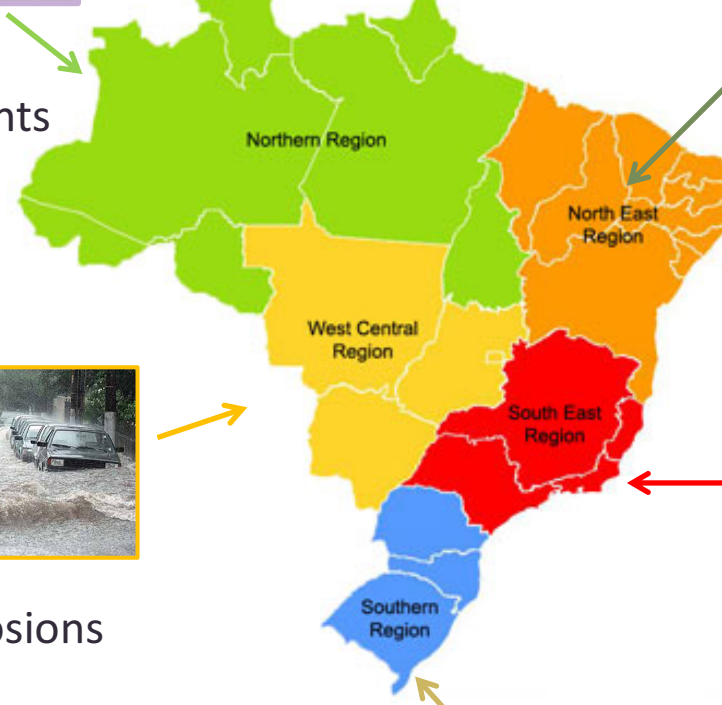 nts
Northern Region
North East
Region
West Central
Region
South East
Region
osions
Southern
Region